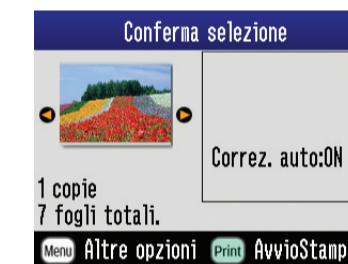 Conferma selezione
Correz. auto:ON
1 copie
7 fogli totali.
Menu Altre opzioni Print AvvioStamp